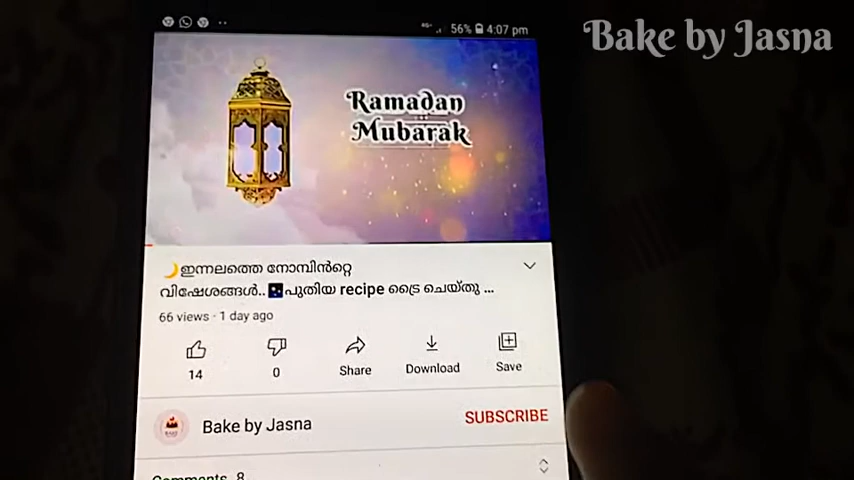 56% 4:07 pm
Bake by Jasna
Ramadan
Mubarak
🌙ഇന്നലത്തെ നോമ്പിൻറ്റെ
വിഷേശങ്ങൾ..🌌പുതിയ recipe ട്രൈ ചെയ്തു ...
66 views · 1 day ago
14 0 Share Download Save
Bake by Jasna SUBSCRIBE
Comments 8